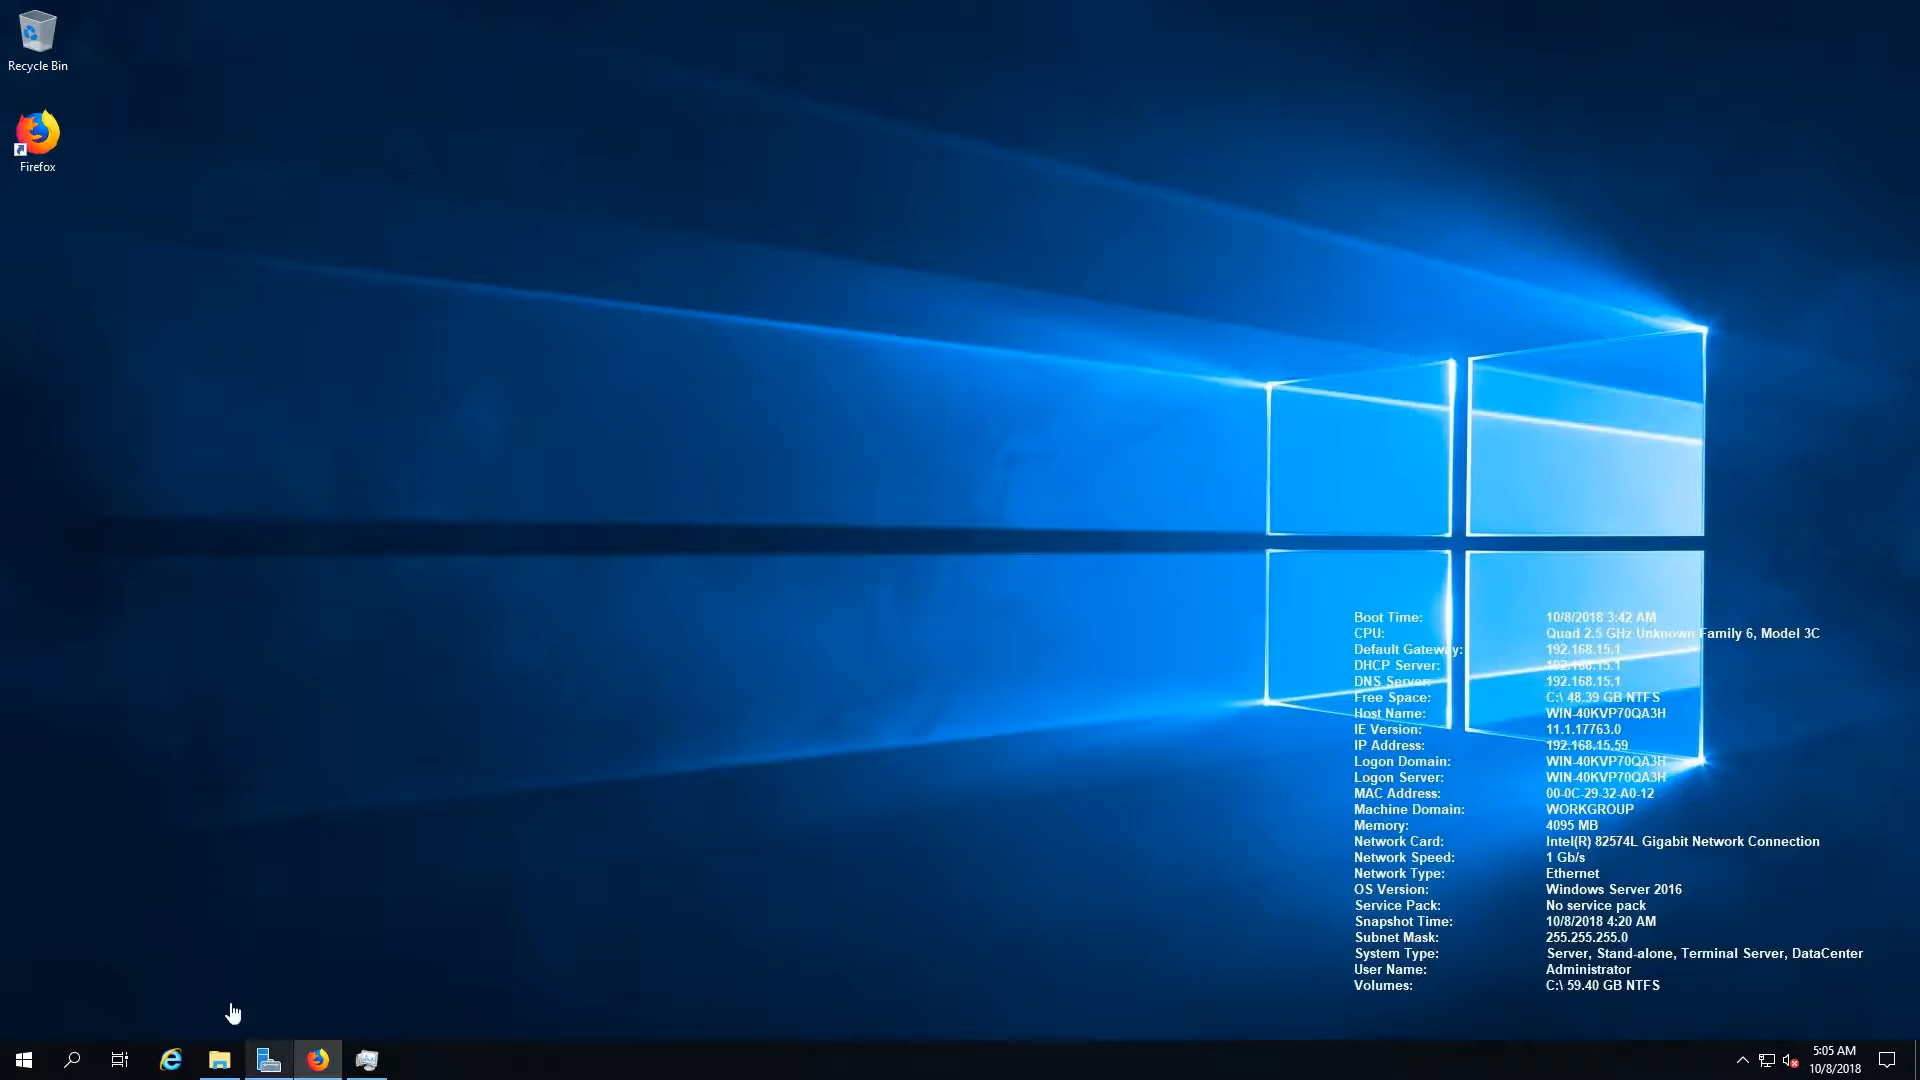 Recycle Bin
Firefox
Boot Time: 10/8/2018 3:42 AM
CPU: Quad 2.5 GHz Unknown Family 6, Model 3C
Default Gateway: 192.168.15.1
DHCP Server: 192.168.15.1
DNS Server: 192.168.15.1
Free Space: C:\ 48.39 GB NTFS
Host Name: WIN-40KVP70QA3H
IE Version: 11.1.17763.0
IP Address: 192.168.15.59
Logon Domain: WIN-40KVP70QA3H
Logon Server: WIN-40KVP70QA3H
MAC Address: 00-0C-29-32-A0-12
Machine Domain: WORKGROUP
Memory: 4095 MB
Network Card: Intel(R) 82574L Gigabit Network Connection
Network Speed: 1 Gb/s
Network Type: Ethernet
OS Version: Windows Server 2016
Service Pack: No service pack
Snapshot Time: 10/8/2018 4:20 AM
Subnet Mask: 255.255.255.0
System Type: Server, Stand-alone, Terminal Server, DataCenter
User Name: Administrator
Volumes: C:\ 59.40 GB NTFS
5:05 AM
10/8/2018